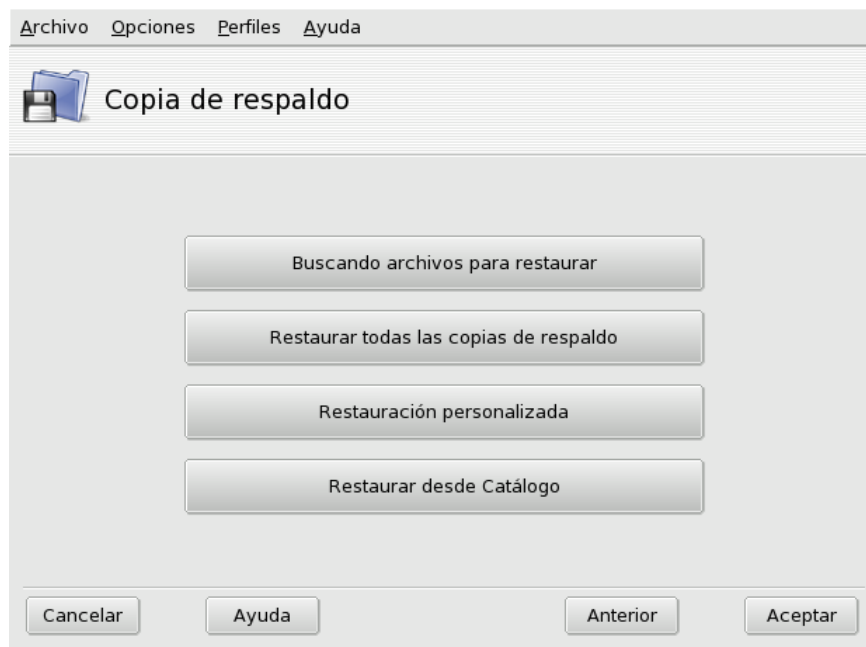 Archivo Opciones Perfiles Ayuda
Copia de respaldo
Buscando archivos para restaurar
Restaurar todas las copias de respaldo
Restauración personalizada
Restaurar desde Catálogo
Cancelar Ayuda Anterior Aceptar